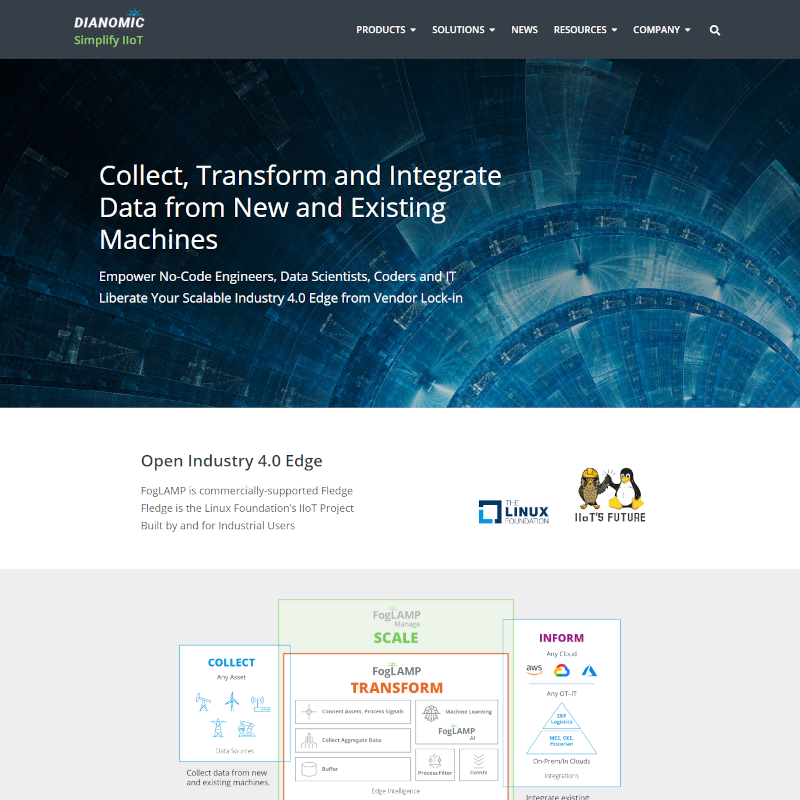 DIANOMIC
Simplify IIoT
PRODUCTS
SOLUTIONS
NEWS
RESOURCES
COMPANY
Collect, Transform and Integrate
Data from New and Existing
Machines
Empower No-Code Engineers, Data Scientists, Coders and IT
Liberate Your Scalable Industry 4.0 Edge from Vendor Lock-in
Open Industry 4.0 Edge
FogLAMP is commercially-supported Fledge
Fledge is the Linux Foundation's IIoT Project
Built by and for Industrial Users
THE
LINUX
FOUNDATION
IIoT'S FUTURE
FogLAMP
Manage
SCALE
COLLECT
Any Asset
Data Sources
Collect data from new
and existing machines.
FogLAMP
TRANSFORM
Connect Assets, Process Signals
Collect Aggregate Data
Buffer
Machine Learning
FogLAMP
AI
Process Filter
Events
Edge Intelligence
INFORM
Any Cloud
aws
Any OT-IT
ERP
Logistics
MES, OEE,
Historian
On-Prem/In Clouds
Integrations
Integrate existing